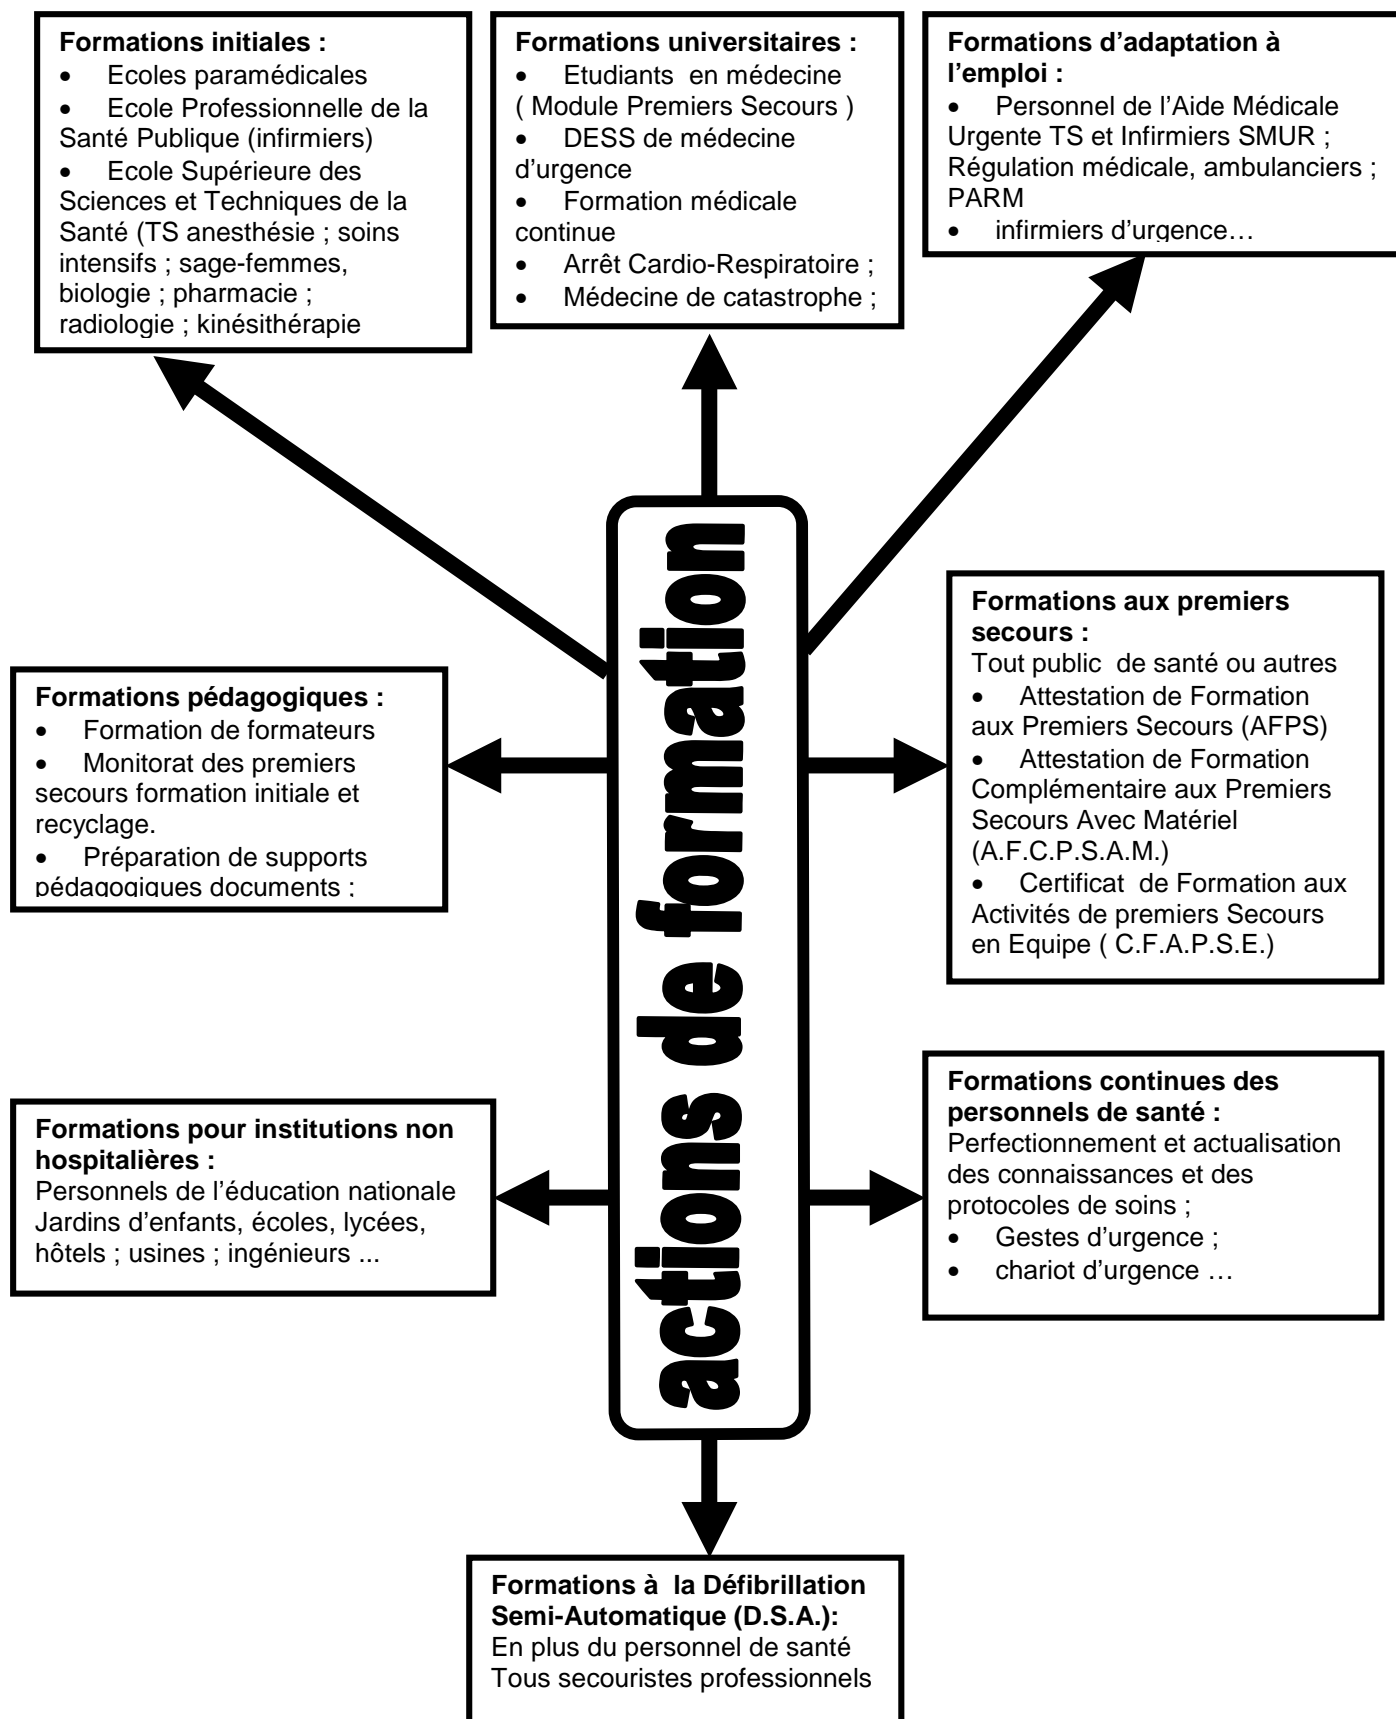 Formations initiales :
• Ecoles paramédicales
• Ecole Professionnelle de la
Santé Publique (infirmiers)
• Ecole Supérieure des
Sciences et Techniques de la
Santé (TS anesthésie ; soins
intensifs ; sage-femmes,
biologie ; pharmacie ;
radiologie ; kinésithérapie
Formations universitaires :
• Etudiants en médecine
( Module Premiers Secours )
• DESS de médecine
d’urgence
• Formation médicale
continue
• Arrêt Cardio-Respiratoire ;
• Médecine de catastrophe ;
Formations d’adaptation à
l’emploi :
• Personnel de l’Aide Médicale
Urgente TS et Infirmiers SMUR ;
Régulation médicale, ambulanciers ;
PARM
• infirmiers d’urgence…
actions de formation
Formations pédagogiques :
• Formation de formateurs
• Monitorat des premiers
secours formation initiale et
recyclage.
• Préparation de supports
pédagogiques documents ;
Formations aux premiers
secours :
Tout public de santé ou autres
• Attestation de Formation
aux Premiers Secours (AFPS)
• Attestation de Formation
Complémentaire aux Premiers
Secours Avec Matériel
(A.F.C.P.S.A.M.)
• Certificat de Formation aux
Activités de premiers Secours
en Equipe ( C.F.A.P.S.E.)
Formations pour institutions non
hospitalières :
Personnels de l’éducation nationale
Jardins d’enfants, écoles, lycées,
hôtels ; usines ; ingénieurs ...
Formations continues des
personnels de santé :
Perfectionnement et actualisation
des connaissances et des
protocoles de soins ;
• Gestes d’urgence ;
• chariot d’urgence …
Formations à la Défibrillation
Semi-Automatique (D.S.A.):
En plus du personnel de santé
Tous secouristes professionnels